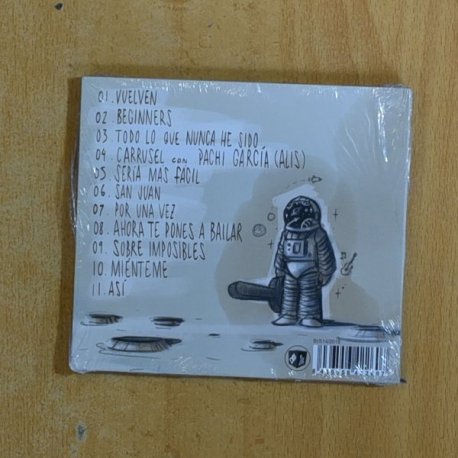 01. VUELVEN
02. BEGINNERS
03. TODO LO QUE NUNCA HE SIDO
04. CARRUSEL CON PACHI GARCÍA (ALIS)
05. SERÍA MAS FACIL
06. SAN JUAN
07. POR UNA VEZ
08. AHORA TE PONES A BAILAR
09. SOBRE IMPOSIBLES
10. MIÉNTEME
11. ASÍ